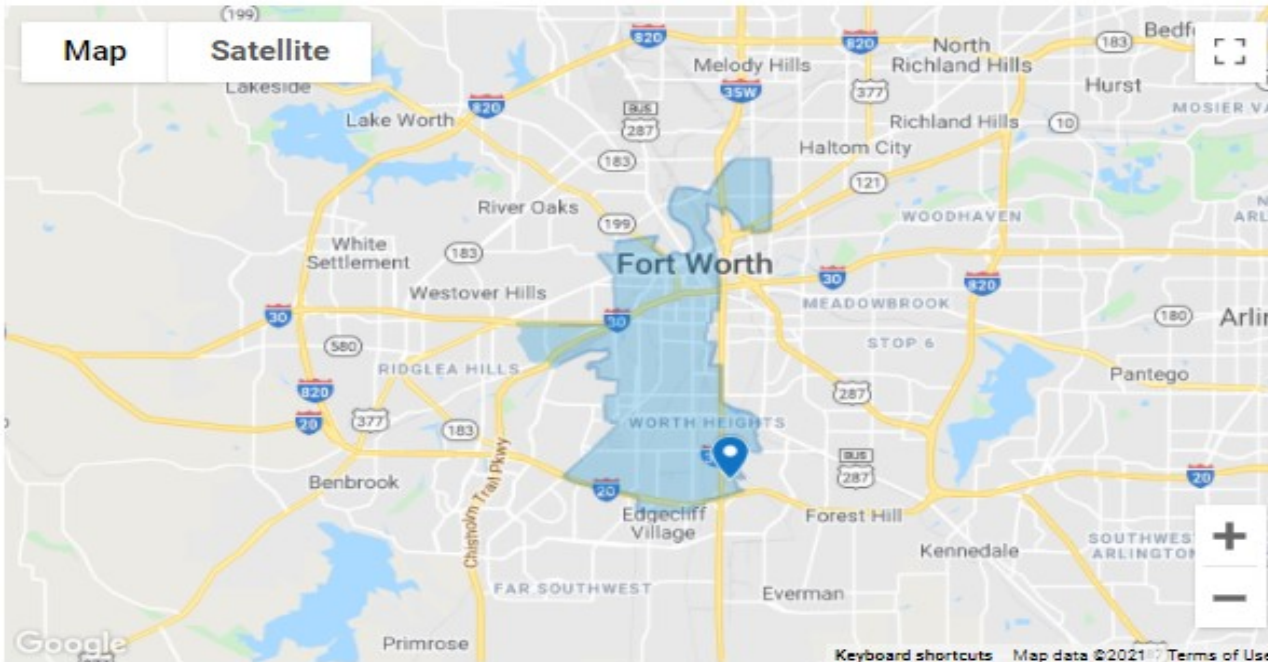 199
Map Satellite
820
820
North
Richland Hills
183
Bedf
Melody Hills
Lakeside
35W
377
Hurst
820
BUS
287
MOSIER VA
Lake Worth
Richland Hills
10
183
Haltom City
121
River Oaks
199
WOODHAVEN
N
ARL
White
Settlement
183
Fort Worth
30
820
Westover Hills
MEADOWBROOK
30
30
180
Arlin
580
STOP 6
RIDGLEA HILLS
Pantego
820
287
20
377
183
WORTH HEIGHTS
Chisholm Trail Pkwy
BUS
287
20
Benbrook
20
Edgecliff
Village
Forest Hill
Kennedale
SOUTHWEST
ARLINGTON
FAR SOUTHWEST
Everman
Primrose
Google
Keyboard shortcuts Map data ©2021 Terms of Use